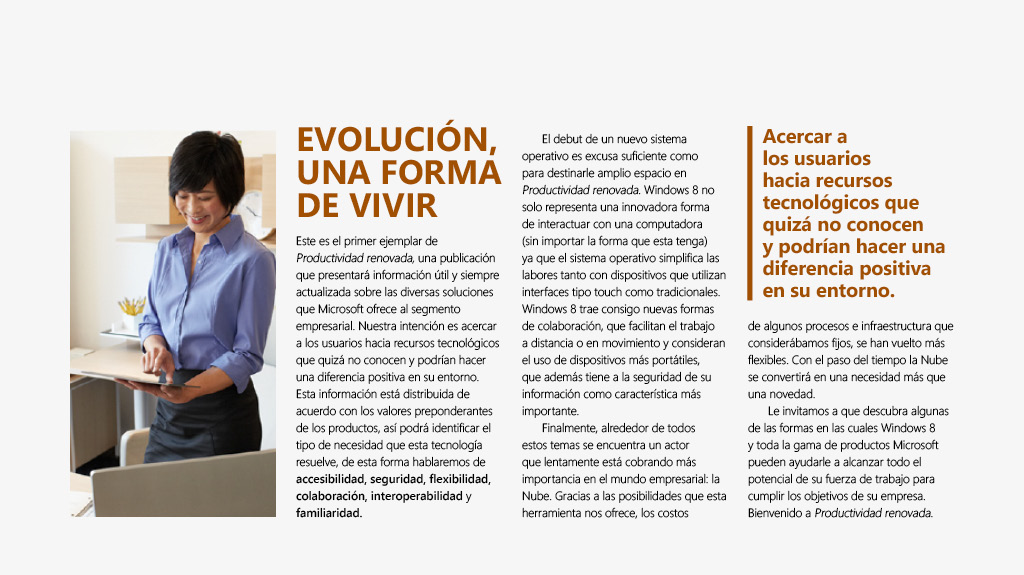 EVOLUCIÓN,
UNA FORMA
DE VIVIR
Este es el primer ejemplar de
Productividad renovada, una publicación
que presentará información útil y siempre
actualizada sobre las diversas soluciones
que Microsoft ofrece al segmento
empresarial. Nuestra intención es acercar
a los usuarios hacia recursos tecnológicos
que quizá no conocen y podrían hacer
una diferencia positiva en su entorno.
Esta información está distribuida de
acuerdo con los valores preponderantes
de los productos, así podrá identificar el
tipo de necesidad que esta tecnología
resuelve, de esta forma hablaremos de
accesibilidad, seguridad, flexibilidad,
colaboración, interoperabilidad y
familiaridad.
El debut de un nuevo sistema
operativo es excusa suficiente como
para destinarle amplio espacio en
Productividad renovada. Windows 8 no
solo representa una innovadora forma
de interactuar con una computadora
(sin importar la forma que esta tenga)
ya que el sistema operativo simplifica las
labores tanto con dispositivos que utilizan
interfaces tipo touch como tradicionales.
Windows 8 trae consigo nuevas formas
de colaboración, que facilitan el trabajo
a distancia o en movimiento y consideran
el uso de dispositivos más portátiles,
que además tiene a la seguridad de su
información como característica más
importante.
Finalmente, alrededor de todos
estos temas se encuentra un actor
que lentamente está cobrando más
importancia en el mundo empresarial: la
Nube. Gracias a las posibilidades que esta
herramienta nos ofrece, los costos
Acercar a
los usuarios
hacia recursos
tecnológicos que
quizá no conocen
y podrían hacer una
diferencia positiva
en su entorno.
de algunos procesos e infraestructura que
considerábamos fijos, se han vuelto más
flexibles. Con el paso del tiempo la Nube
se convertirá en una necesidad más que
una novedad.
Le invitamos a que descubra algunas
de las formas en las cuales Windows 8
y toda la gama de productos Microsoft
pueden ayudarle a alcanzar todo el
potencial de su fuerza de trabajo para
cumplir los objetivos de su empresa.
Bienvenido a Productividad renovada.